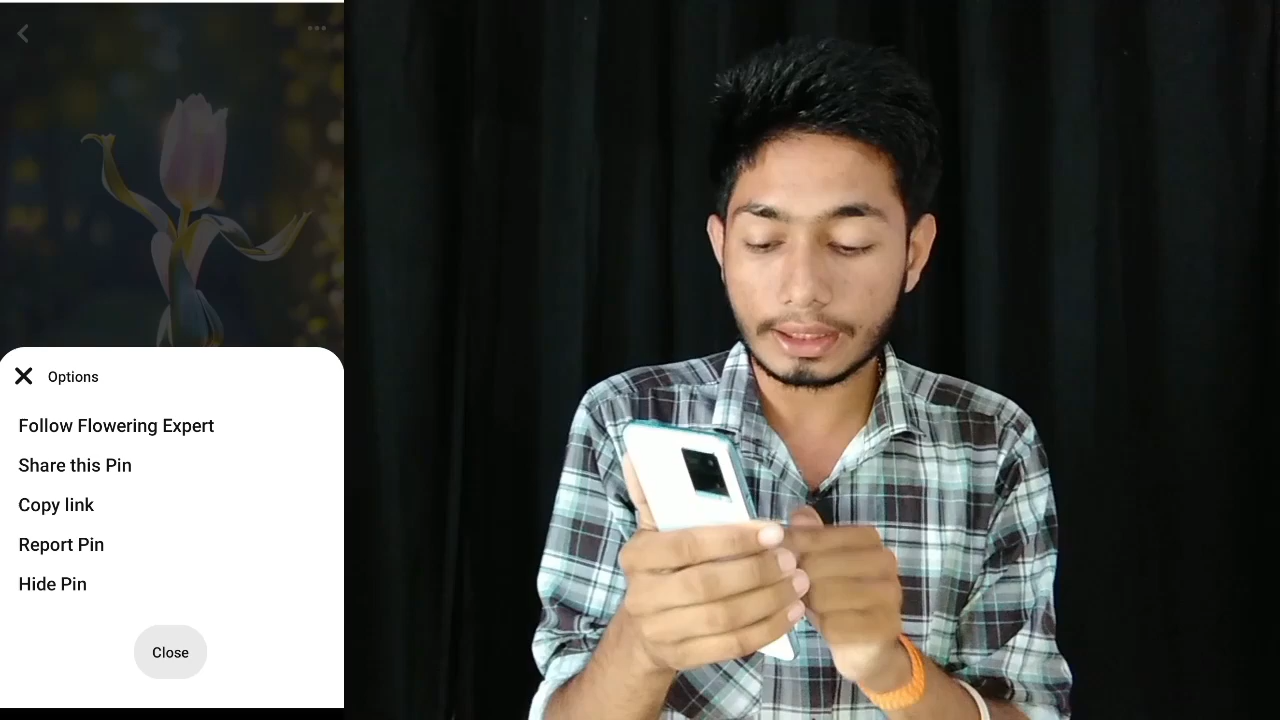 Options
Follow Flowering Expert
Share this Pin
Copy link
Report Pin
Hide Pin
Close